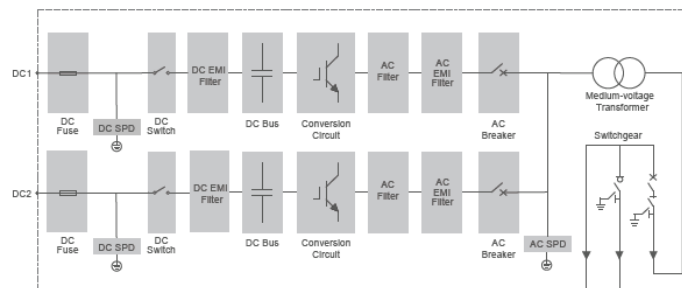 DC1
DC
Fuse
DC SPD
DC
Switch
DC EMI
Filter
DC Bus
Conversion
Circuit
AC
Filter
AC
EMI
Filter
AC
Breaker
Medium-voltage
Transformer
Switchgear
DC2
DC
Fuse
DC SPD
DC
Switch
DC EMI
Filter
DC Bus
Conversion
Circuit
AC
Filter
AC
EMI
Filter
AC
Breaker
AC SPD